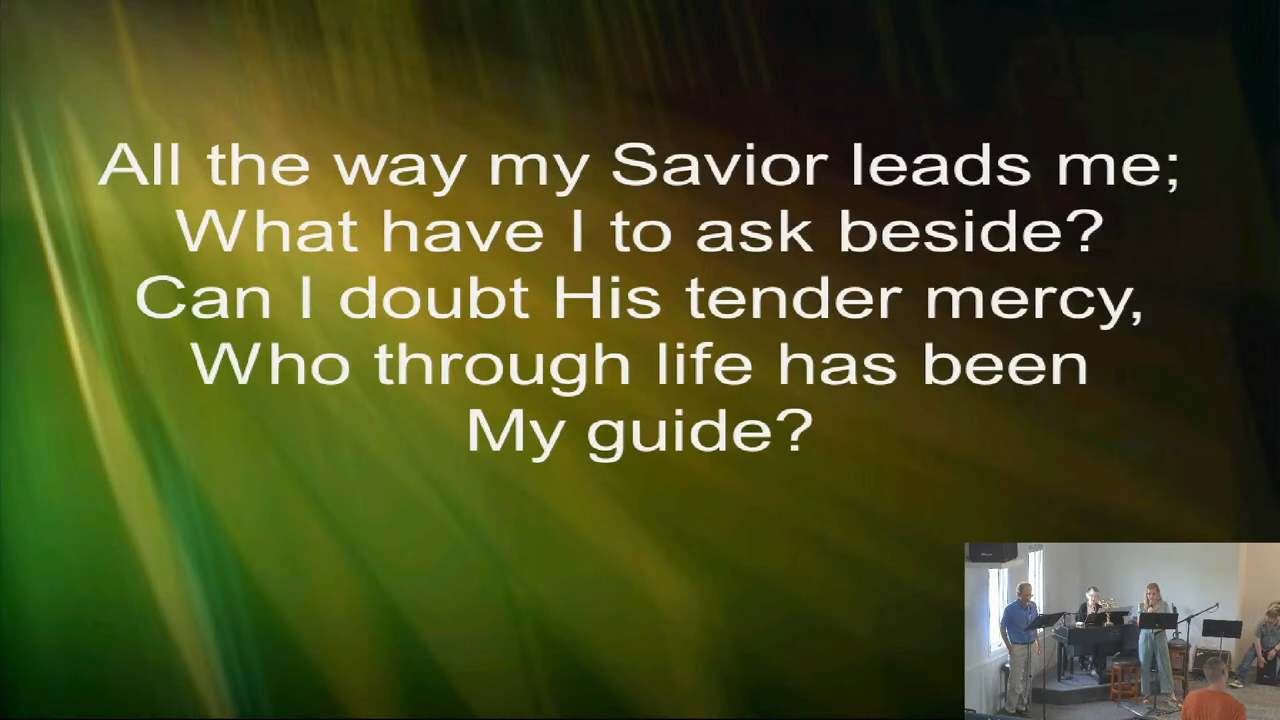 All the way my Savior leads me;
What have I to ask beside?
Can I doubt His tender mercy,
Who through life has been
My guide?